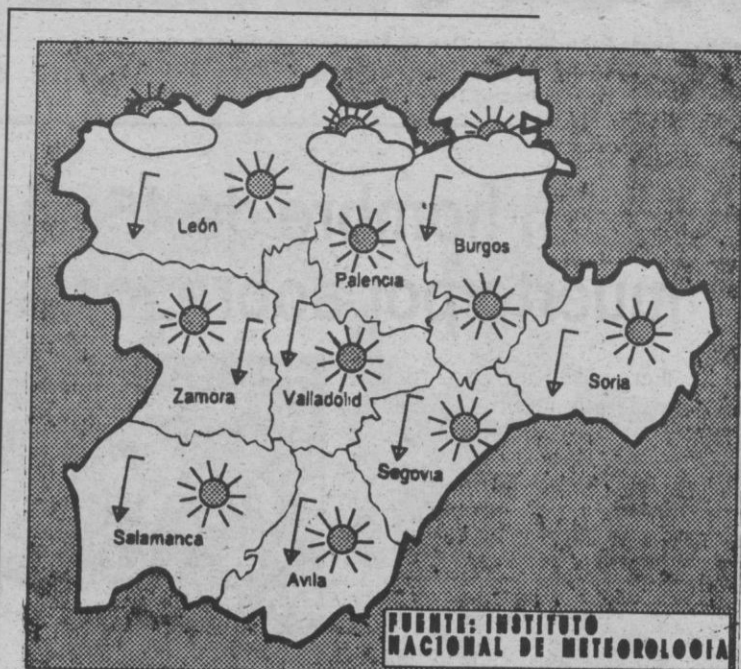 León
Burgos
Palencia
Soria
Zamora
Valladolid
Segovia
Salamanca
Avila
FUENTE: INSTITUTO
NACIONAL DE METEOROLOGIA